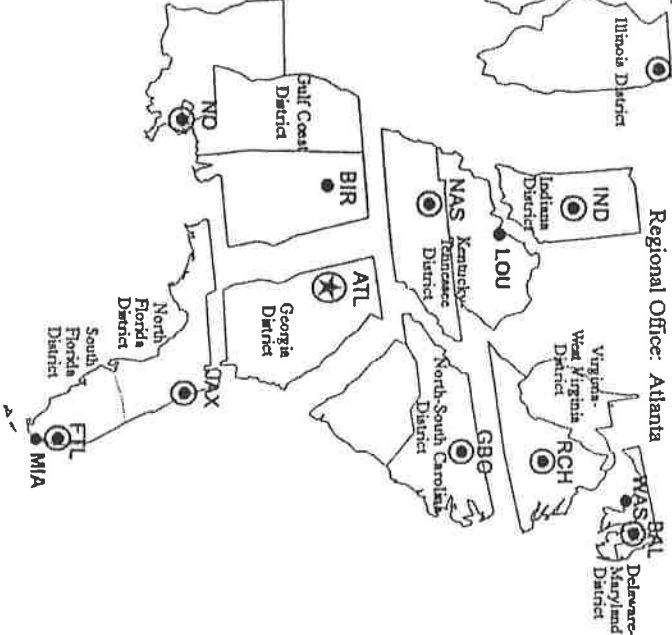 Regional Office: Atlanta
Illinois District
IND
Indiana
District
LOU
NAS
Kentucky-
Tennessee
District
Virginia-
West Virginia
District
RCH
WAS
BAL
Delaware-
Maryland
District
GBO
North-South Carolina
District
Gulf Coast
District
NO
BIR
ATL
Georgia
District
JAX
North
Florida
District
South
Florida
District
FTL
MIA